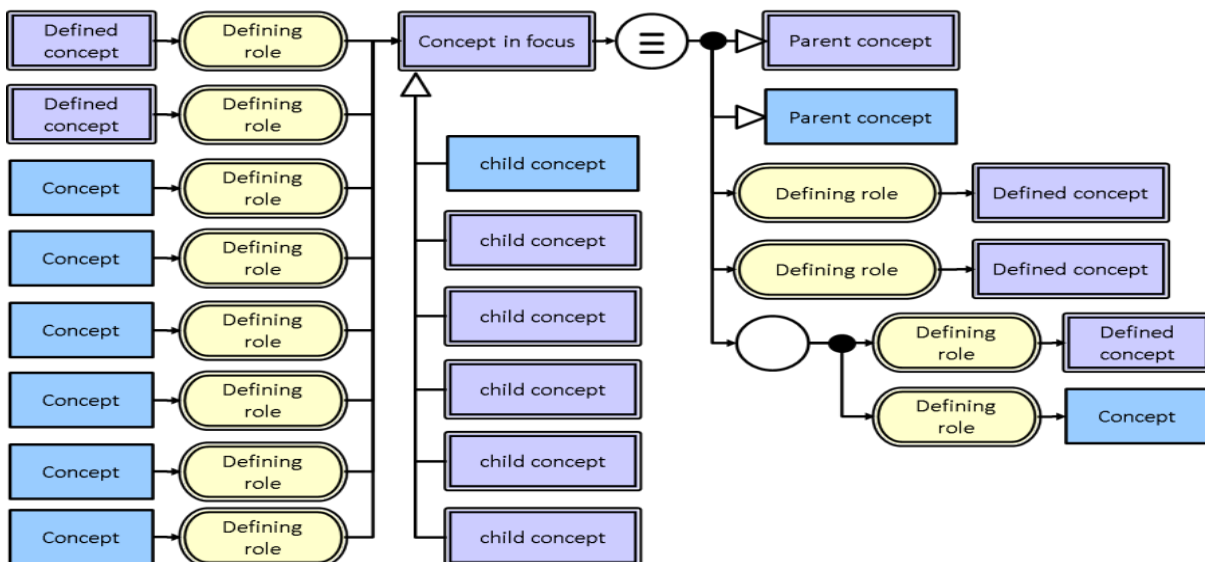 Defined
concept
Defining
role
Concept in focus
≡
Parent concept
Defined
concept
Defining
role
Parent concept
child concept
Concept
Defining
role
Defining role
Defined concept
child concept
Concept
Defining
role
Defining role
Defined concept
child concept
Concept
Defining
role
Defining
role
Defined
concept
child concept
Concept
Defining
role
Defining
role
Concept
child concept
Concept
Defining
role
child concept
Concept
Defining
role